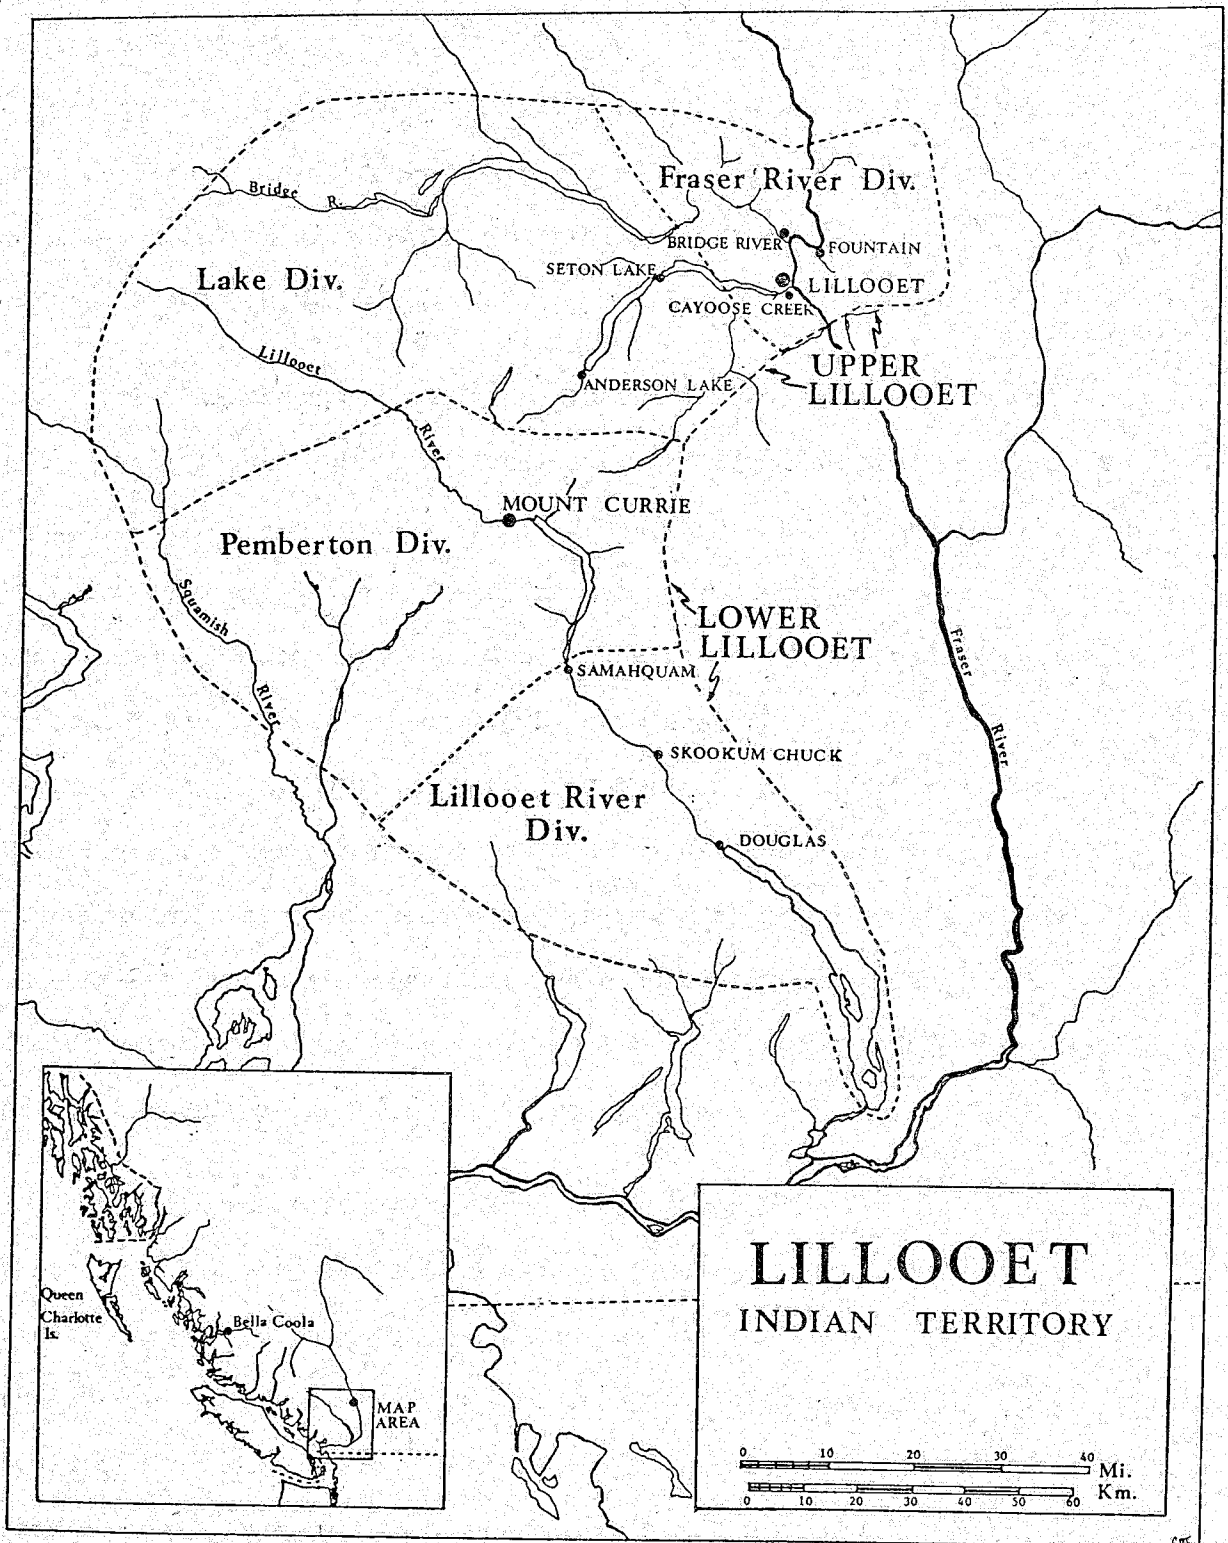 Fraser River Div.
Bridge
R.
BRIDGE RIVER
FOUNTAIN
Lake Div.
SETON LAKE
LILLOOET
CAYOOSE CREEK
Lillooet
River
UPPER
LILLOOET
ANDERSON LAKE
MOUNT CURRIE
Pemberton Div.
Squamish
River
LOWER
LILLOOET
Fraser
River
SAMAHQUAM
SKOOKUM CHUCK
Lillooet River
Div.
DOUGLAS
Queen
Charlotte
Is.
Bella Coola
MAP
AREA
LILLOOET
INDIAN TERRITORY
0 10 20 30 40
Mi.
Km.
0 10 20 30 40 50 60